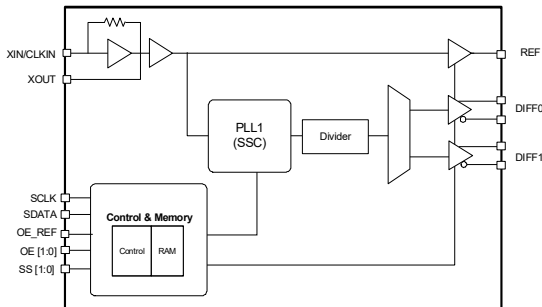 XIN/CLKIN
XOUT
REF
DIFF0
DIFF1
PLL1
(SSC)
Divider
SCLK
SDATA
OE_REF
OE [1:0]
SS [1:0]
Control & Memory
Control
RAM